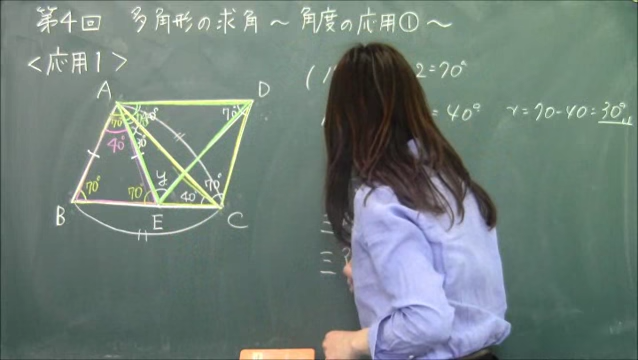 第4回 多角形の求角～角度の応用①～
<応用1>
2=70°
= 40° x=70-40=30°
A
D
70°
70°
40°
30°
y
70°
70°
40°
70°
B
E
C